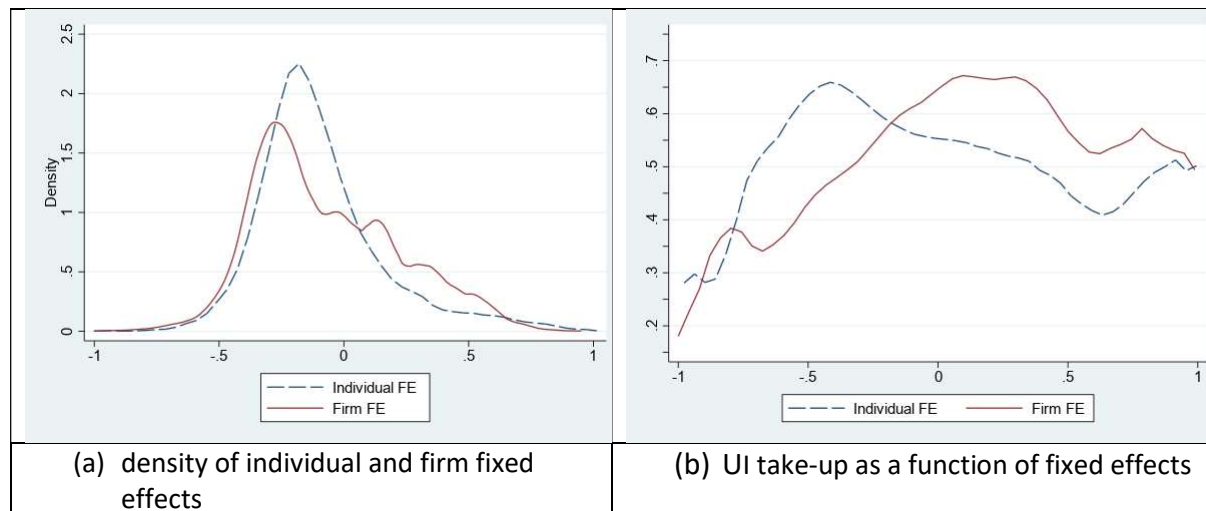 2.5
2
1.5
1
.5
0
Density
-1
-.5
0
.5
1
Individual FE
Firm FE
.7
.6
.5
.4
.3
.2
-1
-.5
0
.5
1
Individual FE
Firm FE
(a) density of individual and firm fixed
effects
(b) UI take-up as a function of fixed effects